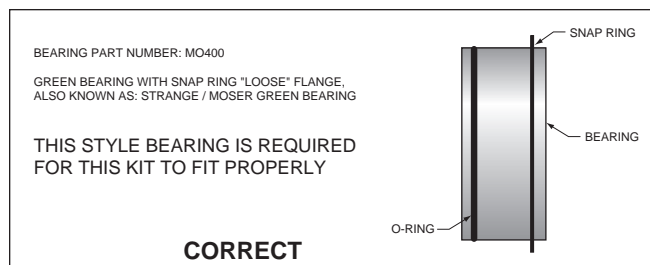 BEARING PART NUMBER: MO400
GREEN BEARING WITH SNAP RING "LOOSE" FLANGE,
ALSO KNOWN AS: STRANGE / MOSER GREEN BEARING
THIS STYLE BEARING IS REQUIRED
FOR THIS KIT TO FIT PROPERLY
CORRECT
SNAP RING
BEARING
O-RING